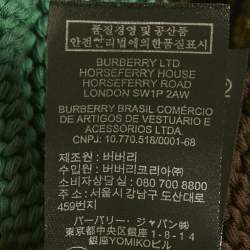 품질경영 및 공산품
안전관리법에 의한 품질표시
BURBERRY LTD
HORSEFERRY HOUSE
HORSEFERRY ROAD
LONDON SW1P 2AW
2
BURBERRY BRASIL COMÉRCIO
DE ARTIGOS DE VESTUÁRIO E
ACESSÓRIOS LTDA.
CNPJ: 10.770.518/0001-68
제조원 : 버버리
수입원 : 버버리코리아㈜
소비자상담실 : 080 700 8800
주소 : 서울시 강남구 도산대로
459번지
バーバリー・ジャパン㈱
東京都中央区銀座 1-8-14
銀座YOMIKOビル